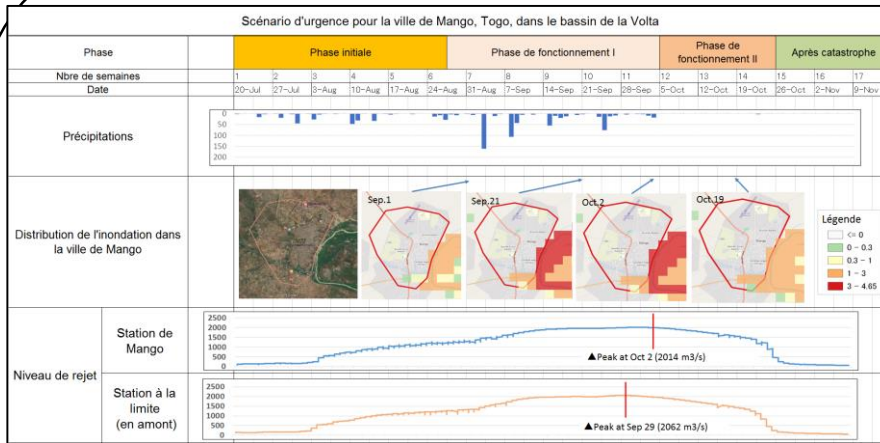 Scénario d'urgence pour la ville de Mango, Togo, dans le bassin de la Volta
Phase
Phase initiale
Phase de fonctionnement I
Phase de fonctionnement II
Après catastrophe
Nbre de semaines
1 2 3 4 5 6 7 8 9 10 11 12 13 14 15 16 17
Date
20-Jul 27-Jul 3-Aug 10-Aug 17-Aug 24-Aug 31-Aug 7-Sep 14-Sep 21-Sep 28-Sep 5-Oct 12-Oct 19-Oct 26-Oct 2-Nov 9-Nov
Précipitations
0
50
100
150
200
Distribution de l'inondation dans
la ville de Mango
Sep.1
Sep.21
Oct.2
Oct.19
Légende
<= 0
0 - 0.3
0.3 - 1
1 - 3
3 - 4.65
Niveau de rejet
Station de
Mango
2500
2000
1500
1000
500
0
▲Peak at Oct 2 (2014 m3/s)
Station à la
limite
(en amont)
2500
2000
1500
1000
500
0
▲Peak at Sep 29 (2062 m3/s)